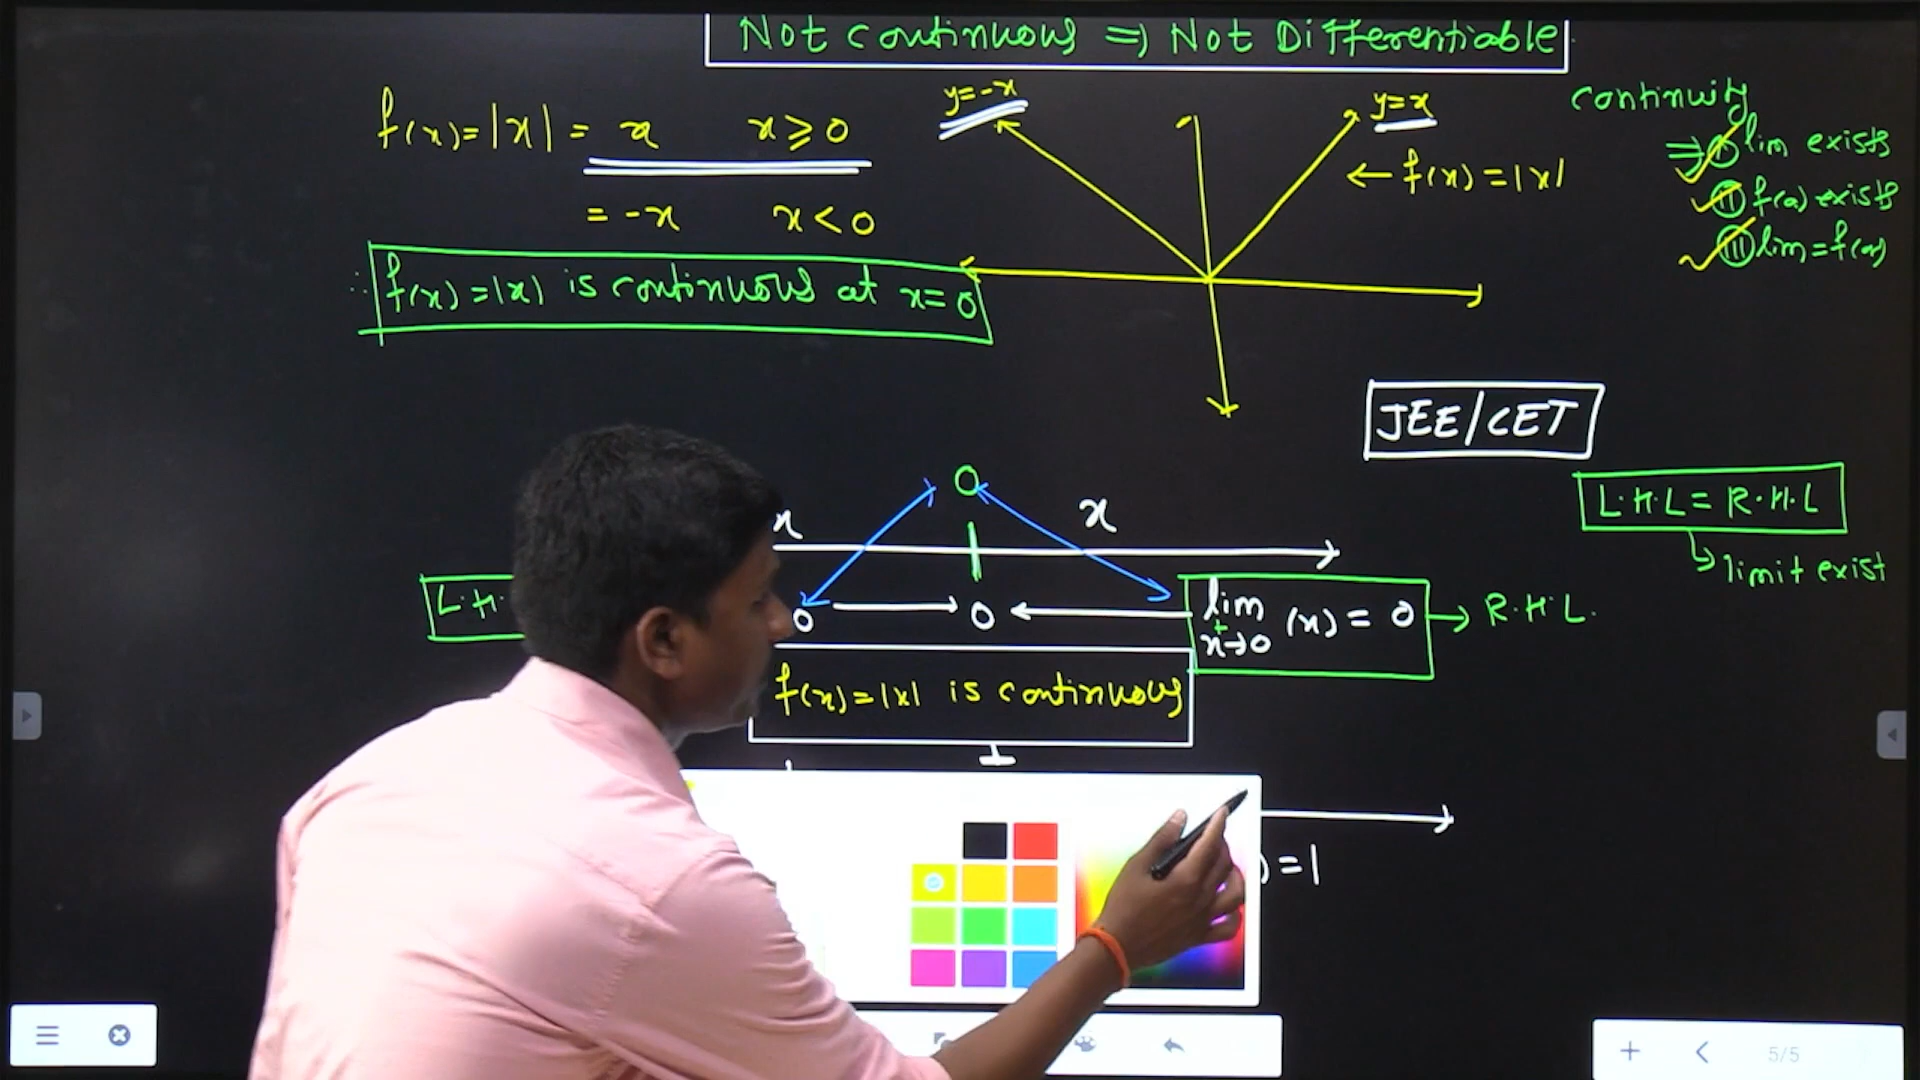 Not continuous ⇒ Not Differentiable
f(x)=|x| = x x ≥ 0
= -x x < 0
∴ f(x)=|x| is continuous at x=0
y=-x
y=x
← f(x)=|x|
continuity
⇒ I lim exists
II f(a) exists
III lim=f(a)
JEE/CET
L.H.L = R.H.L
↳ limit exist
0
x x
L.H.
0 → 0 ←
lim x→0+ (x) = 0 → R.H.L.
f(x)=|x| is continuous
)=1
5/5